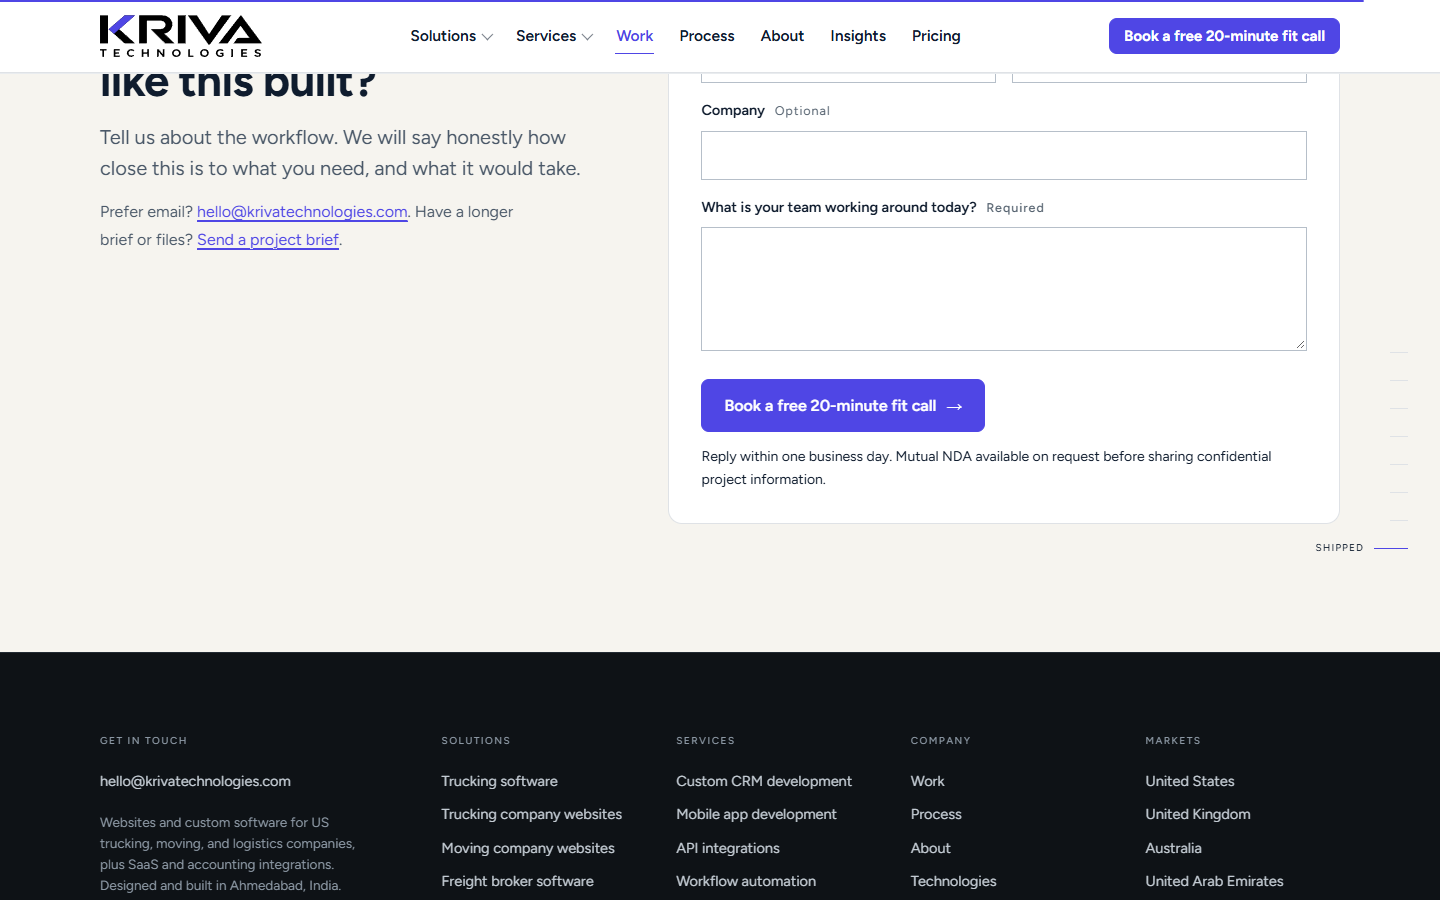 KRIVA
TECHNOLOGIES
Solutions
Services
Work
Process
About
Insights
Pricing
Book a free 20-minute fit call
like this built?
Tell us about the workflow. We will say honestly how
close this is to what you need, and what it would take.
Prefer email? hello@krivatechnologies.com. Have a longer
brief or files? Send a project brief.
Company Optional
What is your team working around today? Required
Book a free 20-minute fit call →
Reply within one business day. Mutual NDA available on request before sharing confidential
project information.
SHIPPED
GET IN TOUCH
hello@krivatechnologies.com
Websites and custom software for US
trucking, moving, and logistics companies,
plus SaaS and accounting integrations.
Designed and built in Ahmedabad, India.
SOLUTIONS
Trucking software
Trucking company websites
Moving company websites
Freight broker software
SERVICES
Custom CRM development
Mobile app development
API integrations
Workflow automation
COMPANY
Work
Process
About
Technologies
MARKETS
United States
United Kingdom
Australia
United Arab Emirates